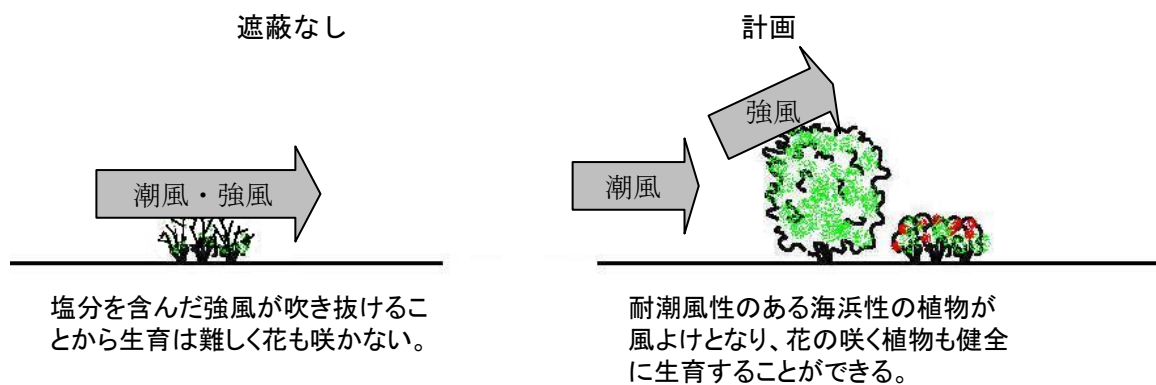 遮蔽なし
潮風・強風
塩分を含んだ強風が吹き抜けるこ
とから生育は難しく花も咲かない。
計画
強風
潮風
耐潮風性のある海浜性の植物が
風よけとなり、花の咲く植物も健全
に生育することができる。